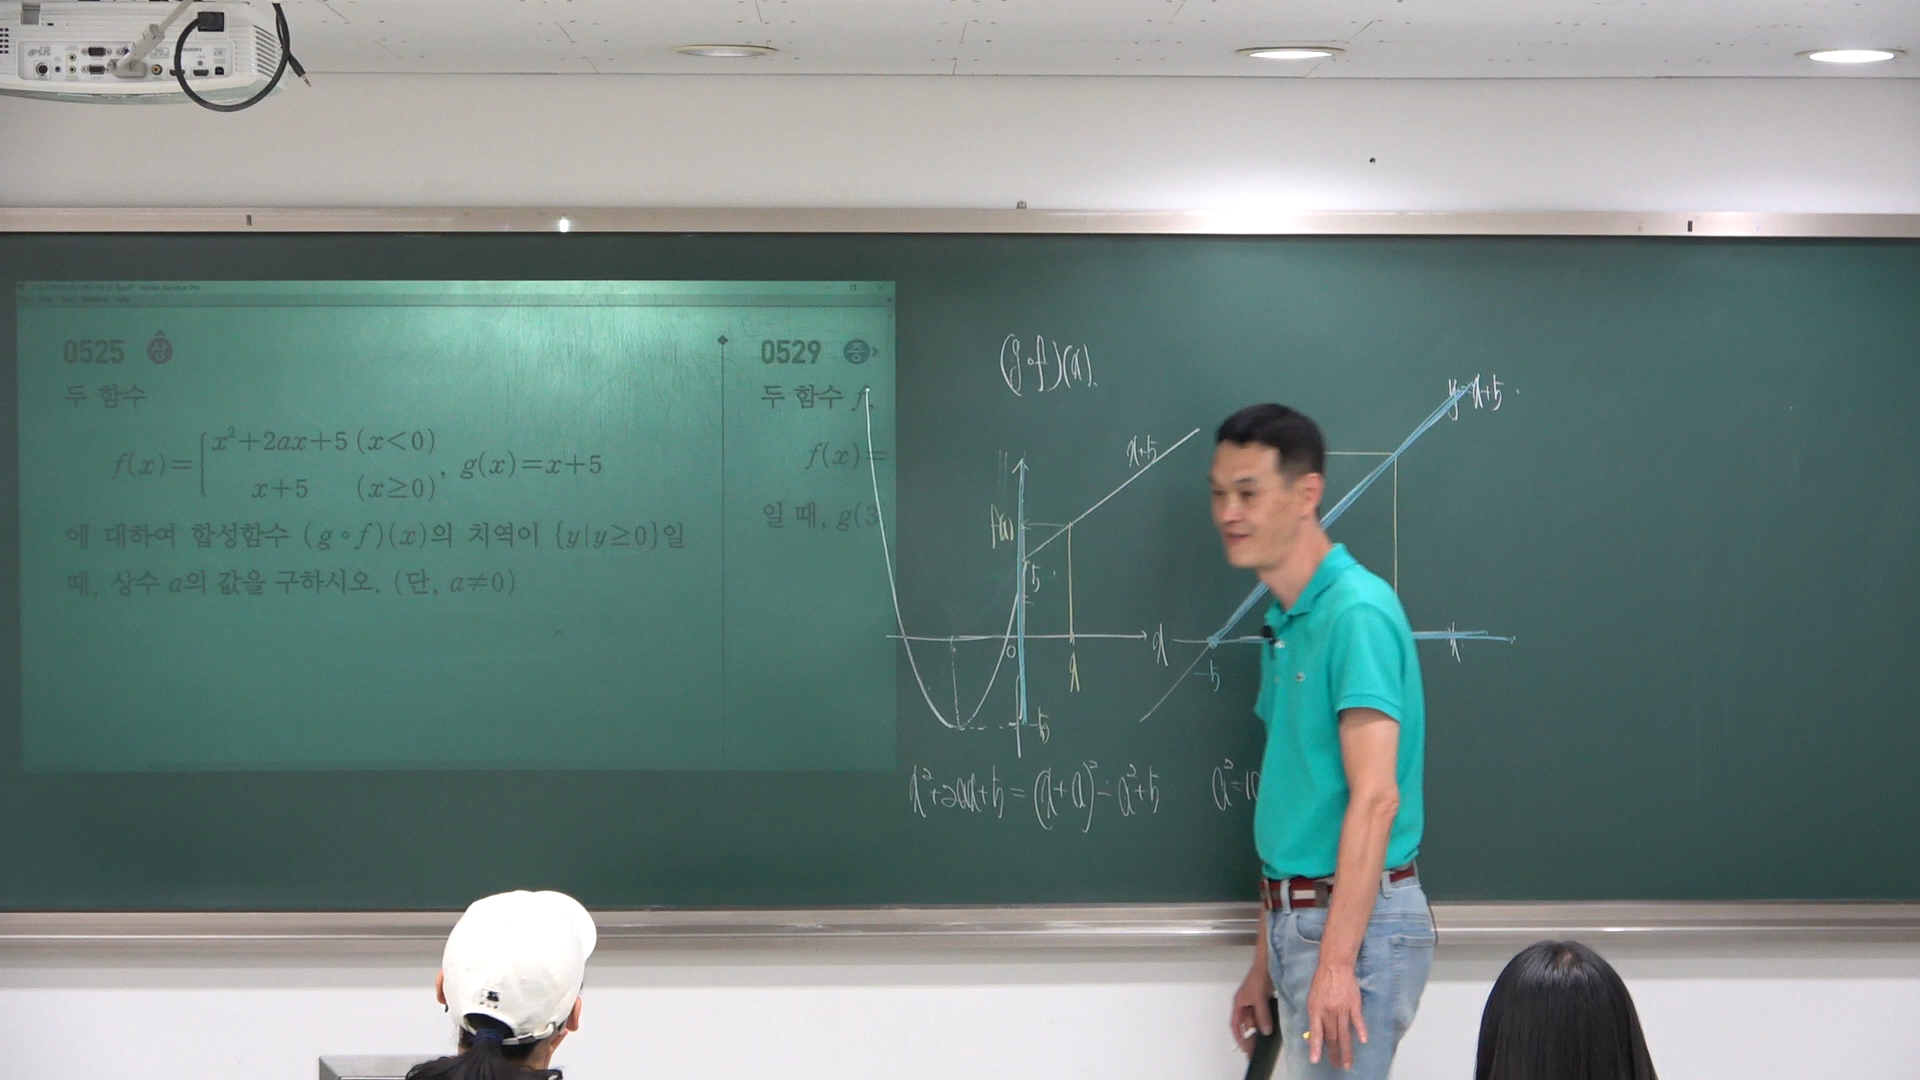 0525 상
두 함수
f(x)={x²+2ax+5 (x<0)
x+5 (x≥0), g(x)=x+5
에 대하여 합성함수 (g∘f)(x)의 치역이 {y|y≥0}일
때, 상수 a의 값을 구하시오. (단, a≠0)
0529 중
두 함수 f,
f(x)=
일 때, g(3
(g∘f)(x).
x+5
f(x)
5
0
x
x
-5
y=x+5
-5
x
x²+2ax+5=(x+a)²-a²+5
a²=10